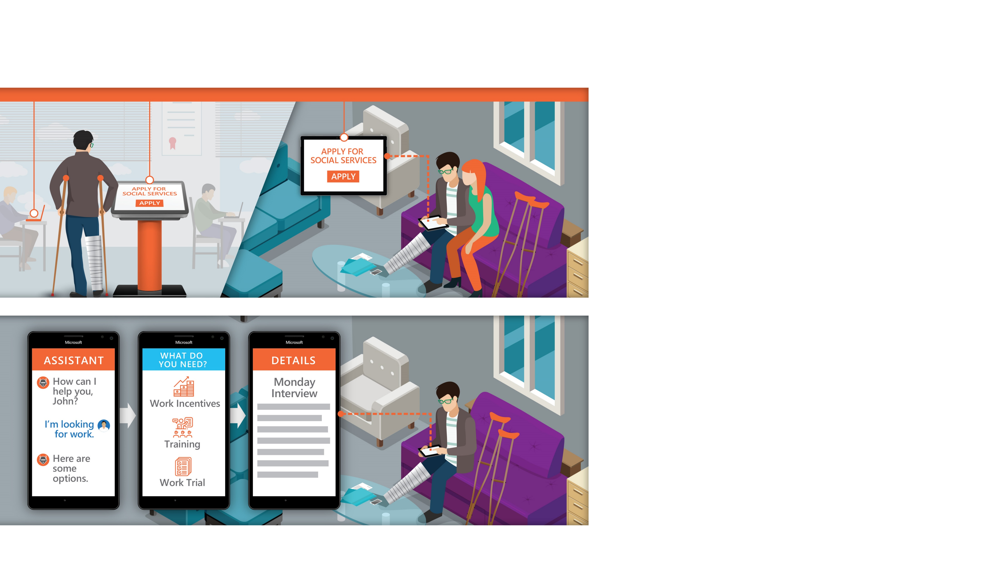 APPLY FOR
SOCIAL SERVICES
APPLY
APPLY FOR
SOCIAL SERVICES
APPLY
Microsoft
ASSISTANT
How can I
help you,
John?
I'm looking
for work.
Here are
some
options.
Microsoft
WHAT DO
YOU NEED?
Work Incentives
Training
Work Trial
Microsoft
DETAILS
Monday
Interview